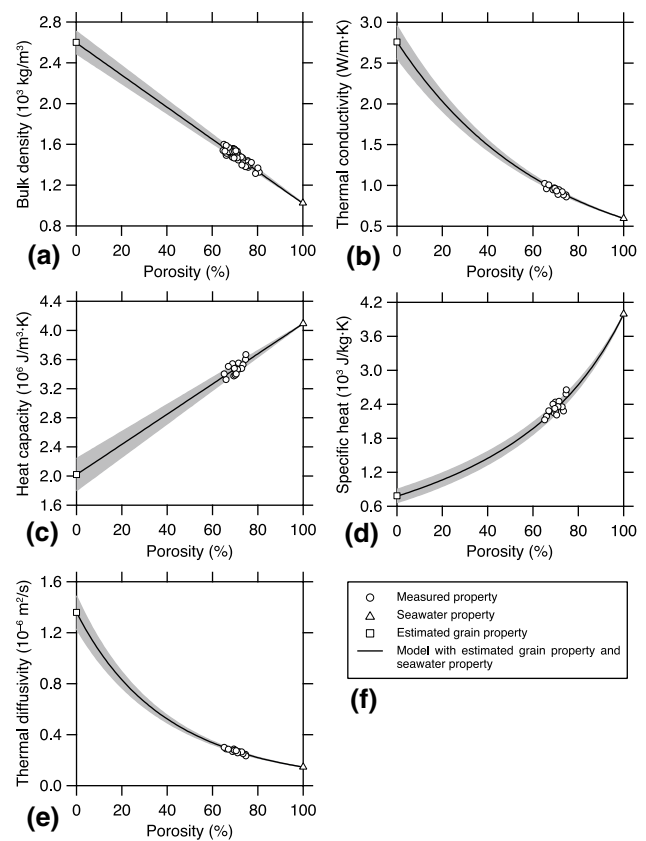 2.8
2.4
2.0
1.6
1.2
0.8
Bulk density (10³ kg/m³)
0 20 40 60 80 100
Porosity (%)
(a)
3.0
2.5
2.0
1.5
1.0
0.5
Thermal conductivity (W/m·K)
0 20 40 60 80 100
Porosity (%)
(b)
4.4
4.0
3.6
3.2
2.8
2.4
2.0
1.6
Heat capacity (10⁶ J/m³·K)
0 20 40 60 80 100
Porosity (%)
(c)
4.2
3.6
3.0
2.4
1.8
1.2
0.6
Specific heat (10³ J/kg·K)
0 20 40 60 80 100
Porosity (%)
(d)
1.6
1.2
0.8
0.4
0.0
Thermal diffusivity (10⁻⁶ m²/s)
0 20 40 60 80 100
Porosity (%)
(e)
Measured property
Seawater property
Estimated grain property
Model with estimated grain property and
seawater property
(f)